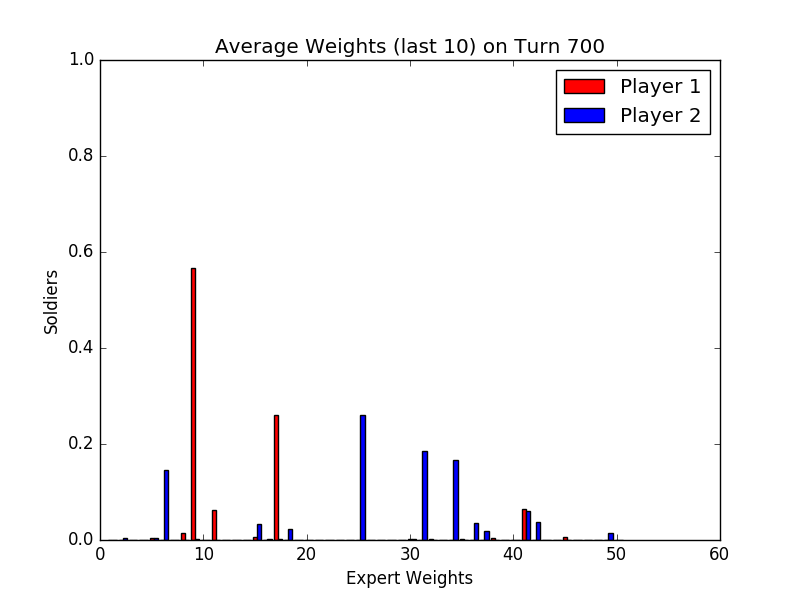 Average Weights (last 10) on Turn 700
1.0
Player 1
Player 2
0.8
0.6
Soldiers
0.4
0.2
0.0
0 10 20 30 40 50 60
Expert Weights